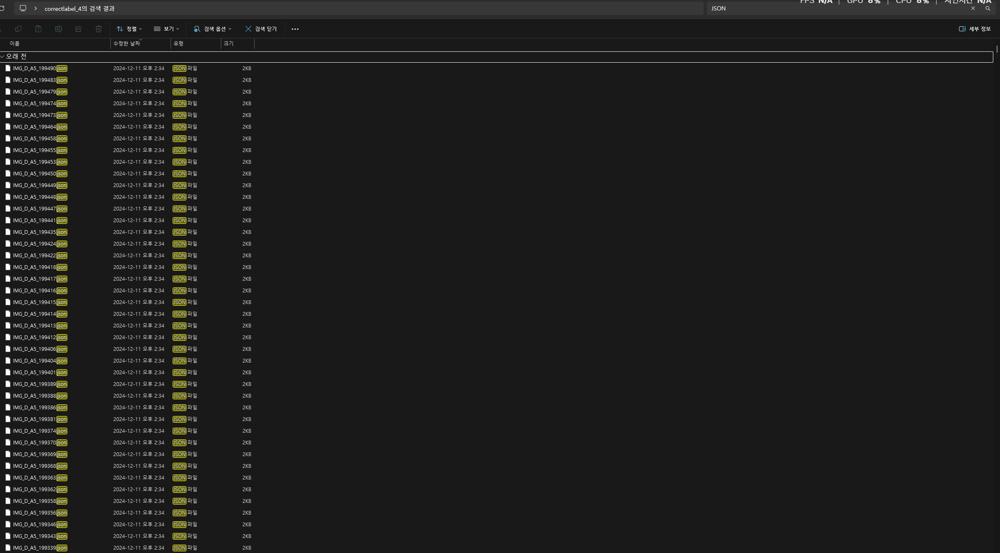 correctlabel_4의 검색 결과
JSON
정렬 보기 검색 옵션 검색 닫기 세부 정보
이름 수정한 날짜 유형 크기
오래 전
IMG_D_A5_199490.json 2024-12-11 오후 2:34 JSON 파일 2KB
IMG_D_A5_199483.json 2024-12-11 오후 2:34 JSON 파일 2KB
IMG_D_A5_199479.json 2024-12-11 오후 2:34 JSON 파일 2KB
IMG_D_A5_199474.json 2024-12-11 오후 2:34 JSON 파일 2KB
IMG_D_A5_199473.json 2024-12-11 오후 2:34 JSON 파일 2KB
IMG_D_A5_199464.json 2024-12-11 오후 2:34 JSON 파일 2KB
IMG_D_A5_199458.json 2024-12-11 오후 2:34 JSON 파일 2KB
IMG_D_A5_199455.json 2024-12-11 오후 2:34 JSON 파일 2KB
IMG_D_A5_199453.json 2024-12-11 오후 2:34 JSON 파일 2KB
IMG_D_A5_199450.json 2024-12-11 오후 2:34 JSON 파일 2KB
IMG_D_A5_199449.json 2024-12-11 오후 2:34 JSON 파일 2KB
IMG_D_A5_199448.json 2024-12-11 오후 2:34 JSON 파일 2KB
IMG_D_A5_199447.json 2024-12-11 오후 2:34 JSON 파일 2KB
IMG_D_A5_199441.json 2024-12-11 오후 2:34 JSON 파일 2KB
IMG_D_A5_199435.json 2024-12-11 오후 2:34 JSON 파일 2KB
IMG_D_A5_199424.json 2024-12-11 오후 2:34 JSON 파일 2KB
IMG_D_A5_199422.json 2024-12-11 오후 2:34 JSON 파일 2KB
IMG_D_A5_199418.json 2024-12-11 오후 2:34 JSON 파일 2KB
IMG_D_A5_199417.json 2024-12-11 오후 2:34 JSON 파일 2KB
IMG_D_A5_199416.json 2024-12-11 오후 2:34 JSON 파일 2KB
IMG_D_A5_199415.json 2024-12-11 오후 2:34 JSON 파일 2KB
IMG_D_A5_199414.json 2024-12-11 오후 2:34 JSON 파일 2KB
IMG_D_A5_199413.json 2024-12-11 오후 2:34 JSON 파일 2KB
IMG_D_A5_199412.json 2024-12-11 오후 2:34 JSON 파일 2KB
IMG_D_A5_199406.json 2024-12-11 오후 2:34 JSON 파일 2KB
IMG_D_A5_199404.json 2024-12-11 오후 2:34 JSON 파일 2KB
IMG_D_A5_199401.json 2024-12-11 오후 2:34 JSON 파일 2KB
IMG_D_A5_199389.json 2024-12-11 오후 2:34 JSON 파일 2KB
IMG_D_A5_199388.json 2024-12-11 오후 2:34 JSON 파일 2KB
IMG_D_A5_199386.json 2024-12-11 오후 2:34 JSON 파일 2KB
IMG_D_A5_199381.json 2024-12-11 오후 2:34 JSON 파일 2KB
IMG_D_A5_199374.json 2024-12-11 오후 2:34 JSON 파일 2KB
IMG_D_A5_199370.json 2024-12-11 오후 2:34 JSON 파일 2KB
IMG_D_A5_199369.json 2024-12-11 오후 2:34 JSON 파일 2KB
IMG_D_A5_199368.json 2024-12-11 오후 2:34 JSON 파일 2KB
IMG_D_A5_199363.json 2024-12-11 오후 2:34 JSON 파일 2KB
IMG_D_A5_199362.json 2024-12-11 오후 2:34 JSON 파일 2KB
IMG_D_A5_199358.json 2024-12-11 오후 2:34 JSON 파일 2KB
IMG_D_A5_199356.json 2024-12-11 오후 2:34 JSON 파일 2KB
IMG_D_A5_199346.json 2024-12-11 오후 2:34 JSON 파일 2KB
IMG_D_A5_199343.json 2024-12-11 오후 2:34 JSON 파일 2KB
IMG_D_A5_199339.json 2024-12-11 오후 2:34 JSON 파일 2KB